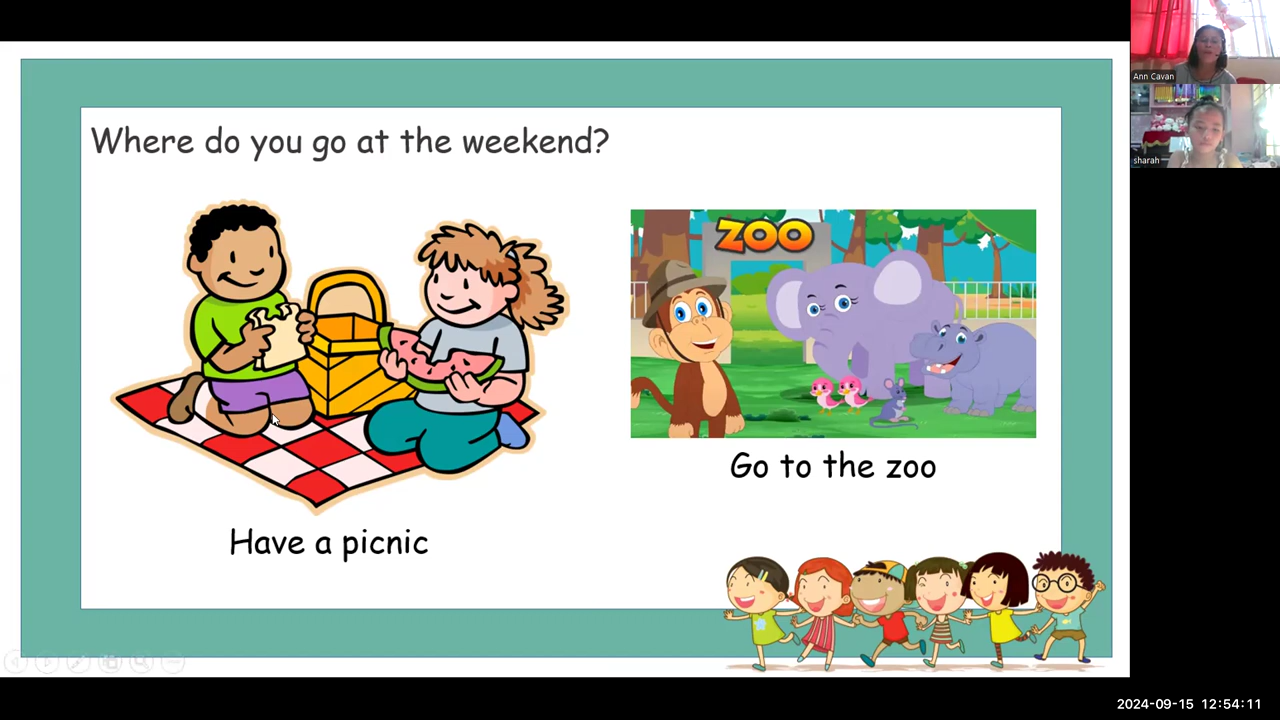 Where do you go at the weekend?
ZOO
Go to the zoo
Have a picnic
Ann Cavan
sharah
2024-09-15 12:54:11